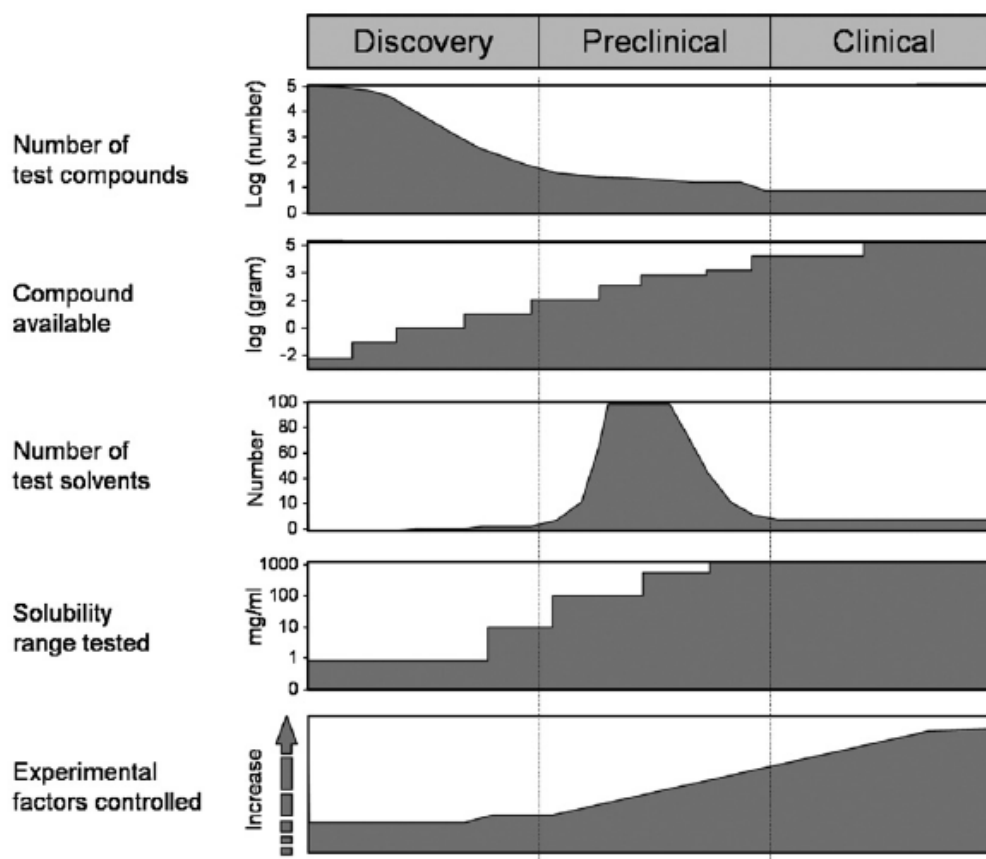 Discovery Preclinical Clinical
Number of
test compounds
Log (number)
5
4
3
2
1
0
Compound
available
log (gram)
5
3
2
0
-2
Number of
test solvents
Number
100
80
60
40
10
0
Solubility
range tested
mg/ml
1000
100
10
1
0
Experimental
factors controlled
Increase